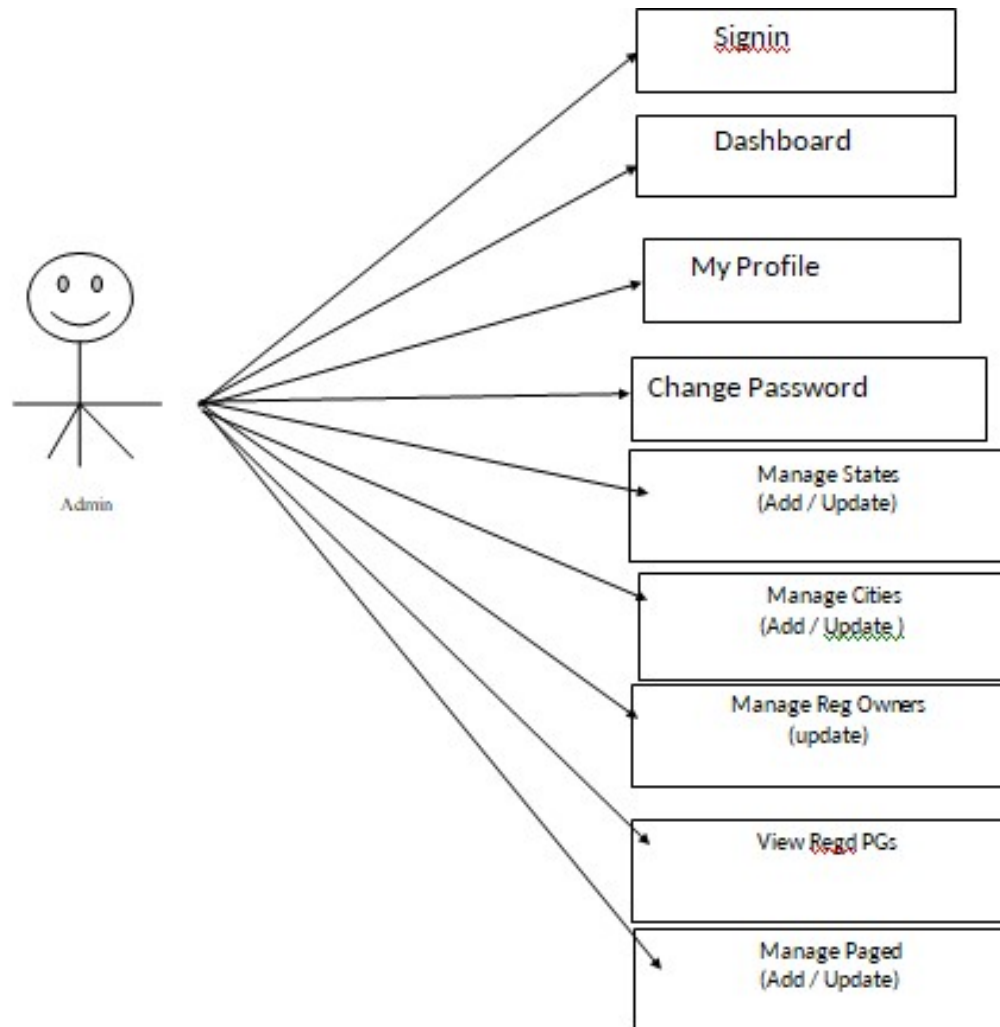 Signin
Dashboard
My Profile
Change Password
Admin
Manage States
(Add / Update)
Manage Cities
(Add / Update )
Manage Reg Owners
(update)
View Regd PGs
Manage Paged
(Add / Update)